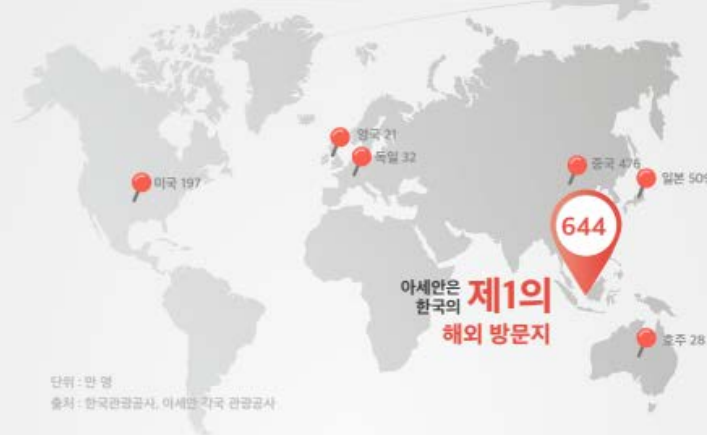 영국 21
독일 32
미국 197
중국 476
일본 509
644
아세안은
한국의
제1의
해외 방문지
호주 28
단위 : 만 명
출처 : 한국관광공사, 아세안 각국 관광공사